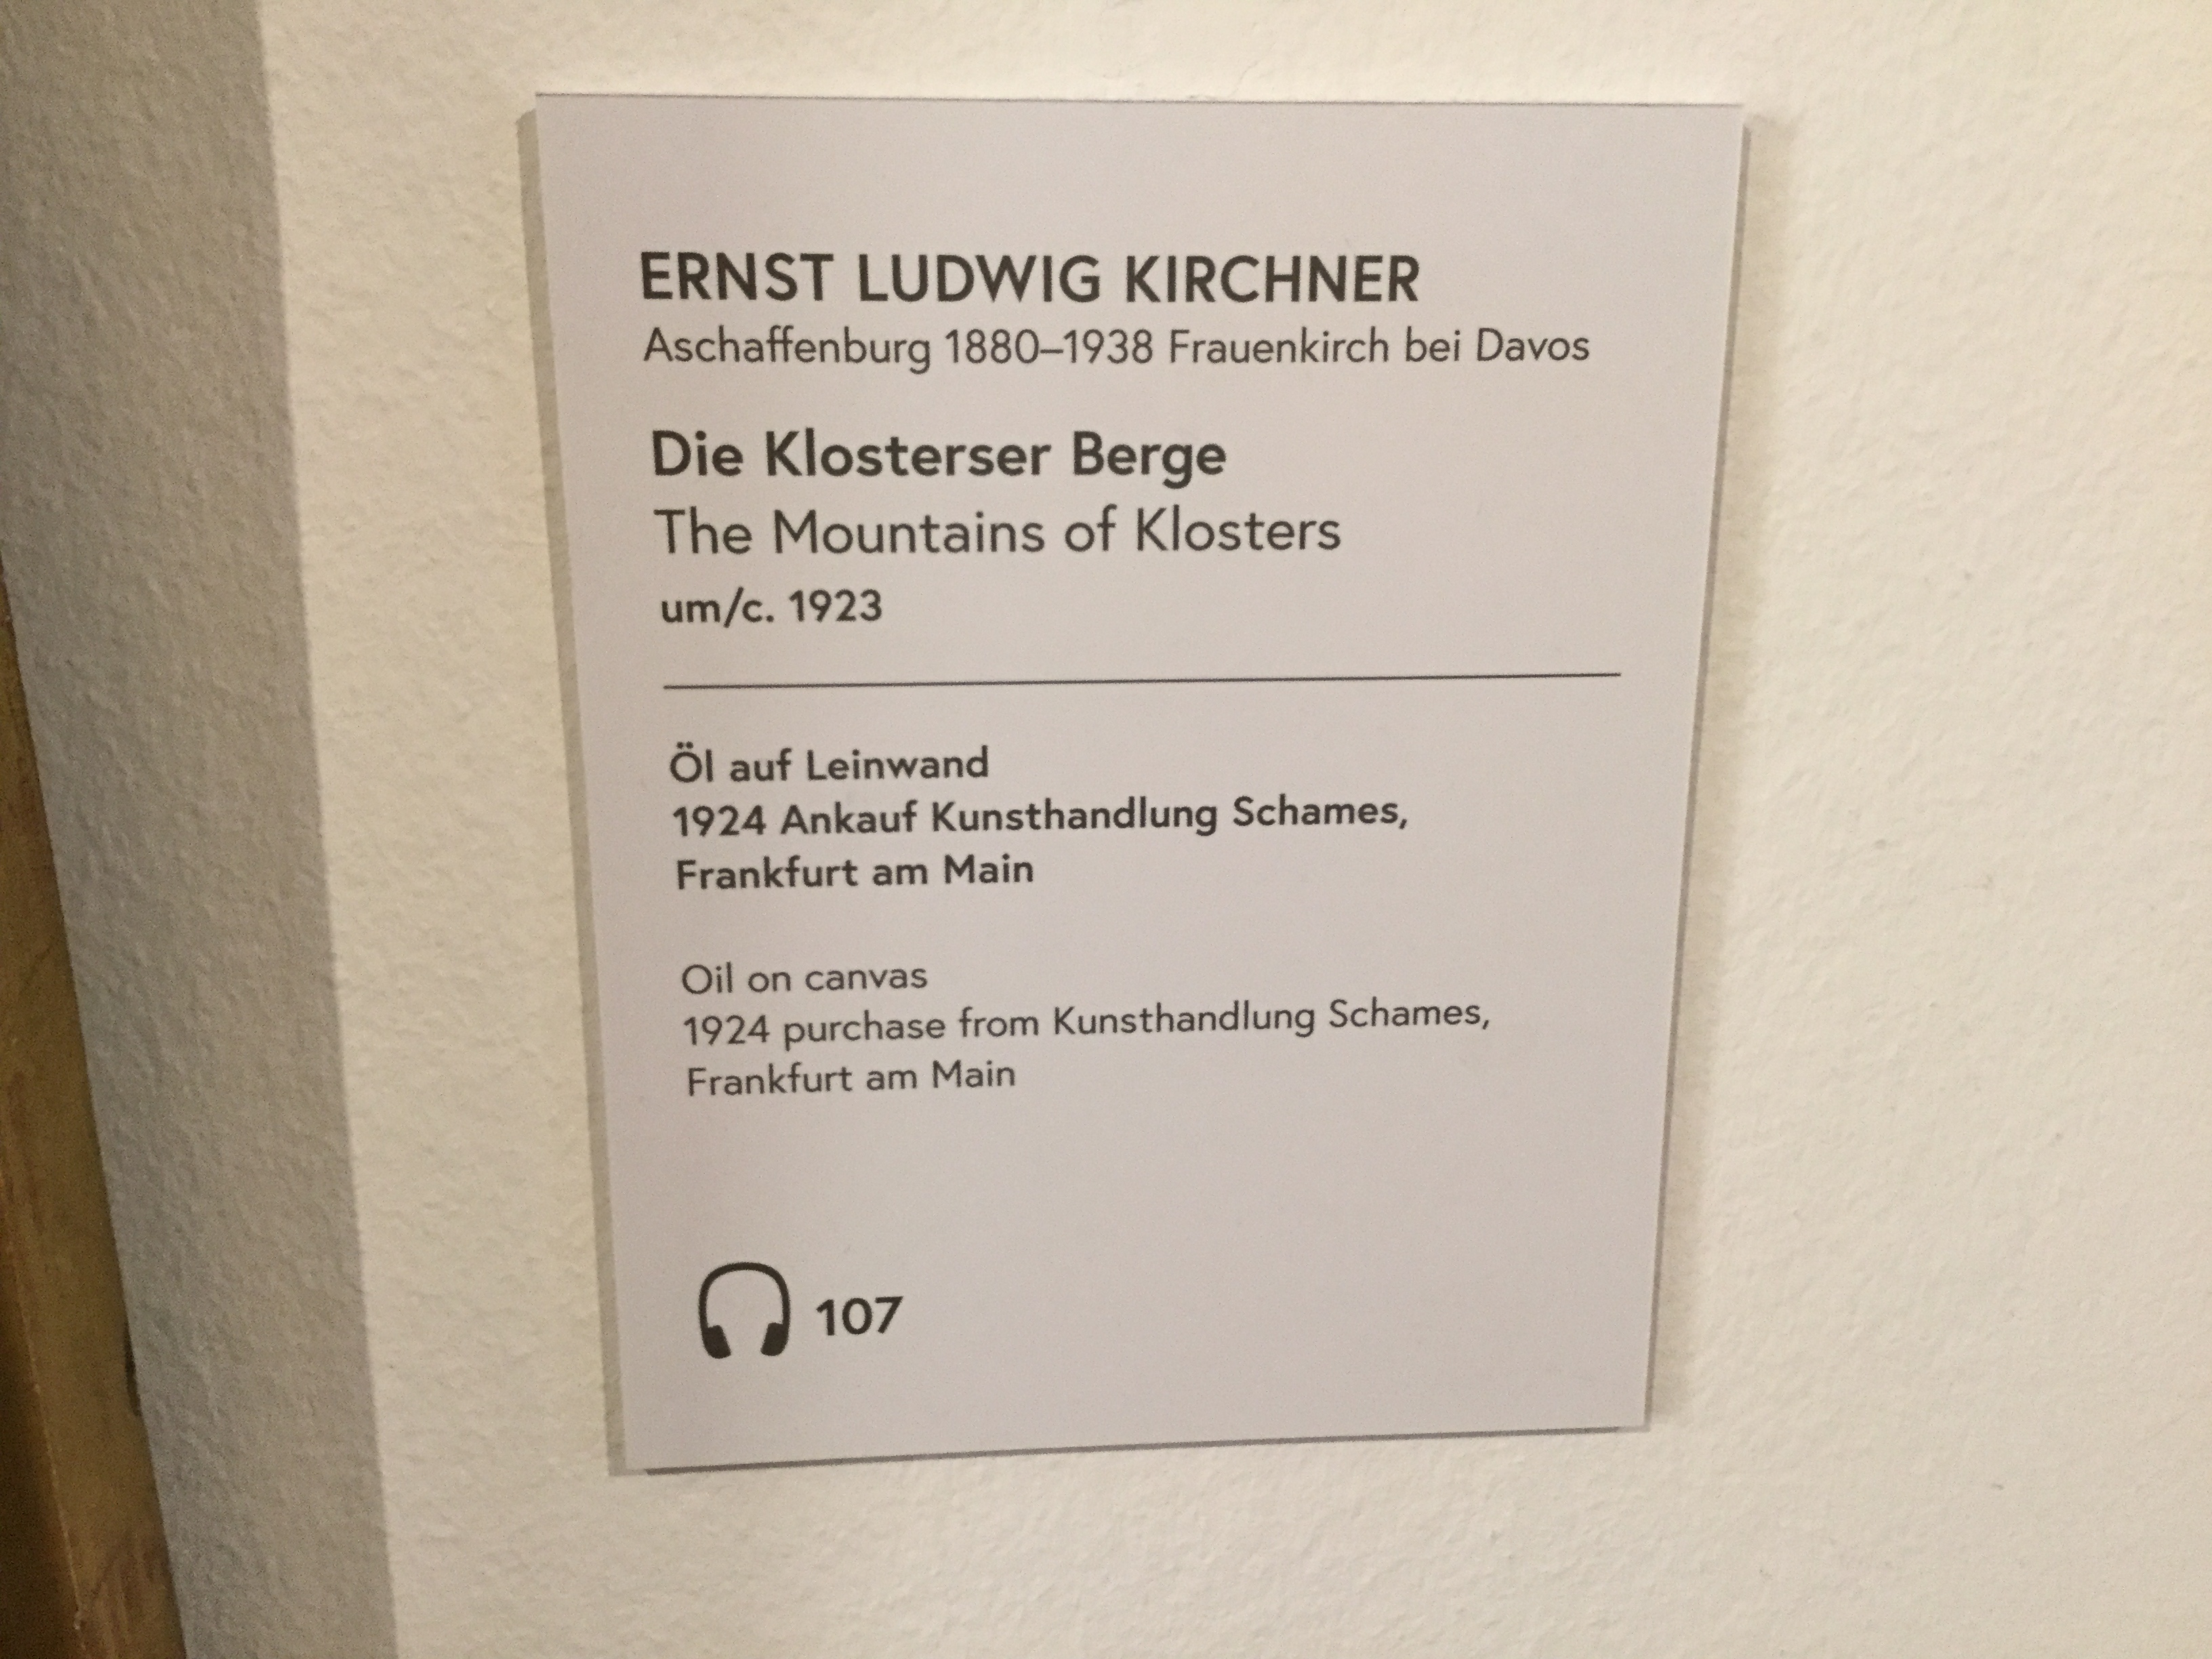 ERNST LUDWIG KIRCHNER
Aschaffenburg 1880–1938 Frauenkirch bei Davos
Die Klosterser Berge
The Mountains of Klosters
um/c. 1923
Öl auf Leinwand
1924 Ankauf Kunsthandlung Schames,
Frankfurt am Main
Oil on canvas
1924 purchase from Kunsthandlung Schames,
Frankfurt am Main
107